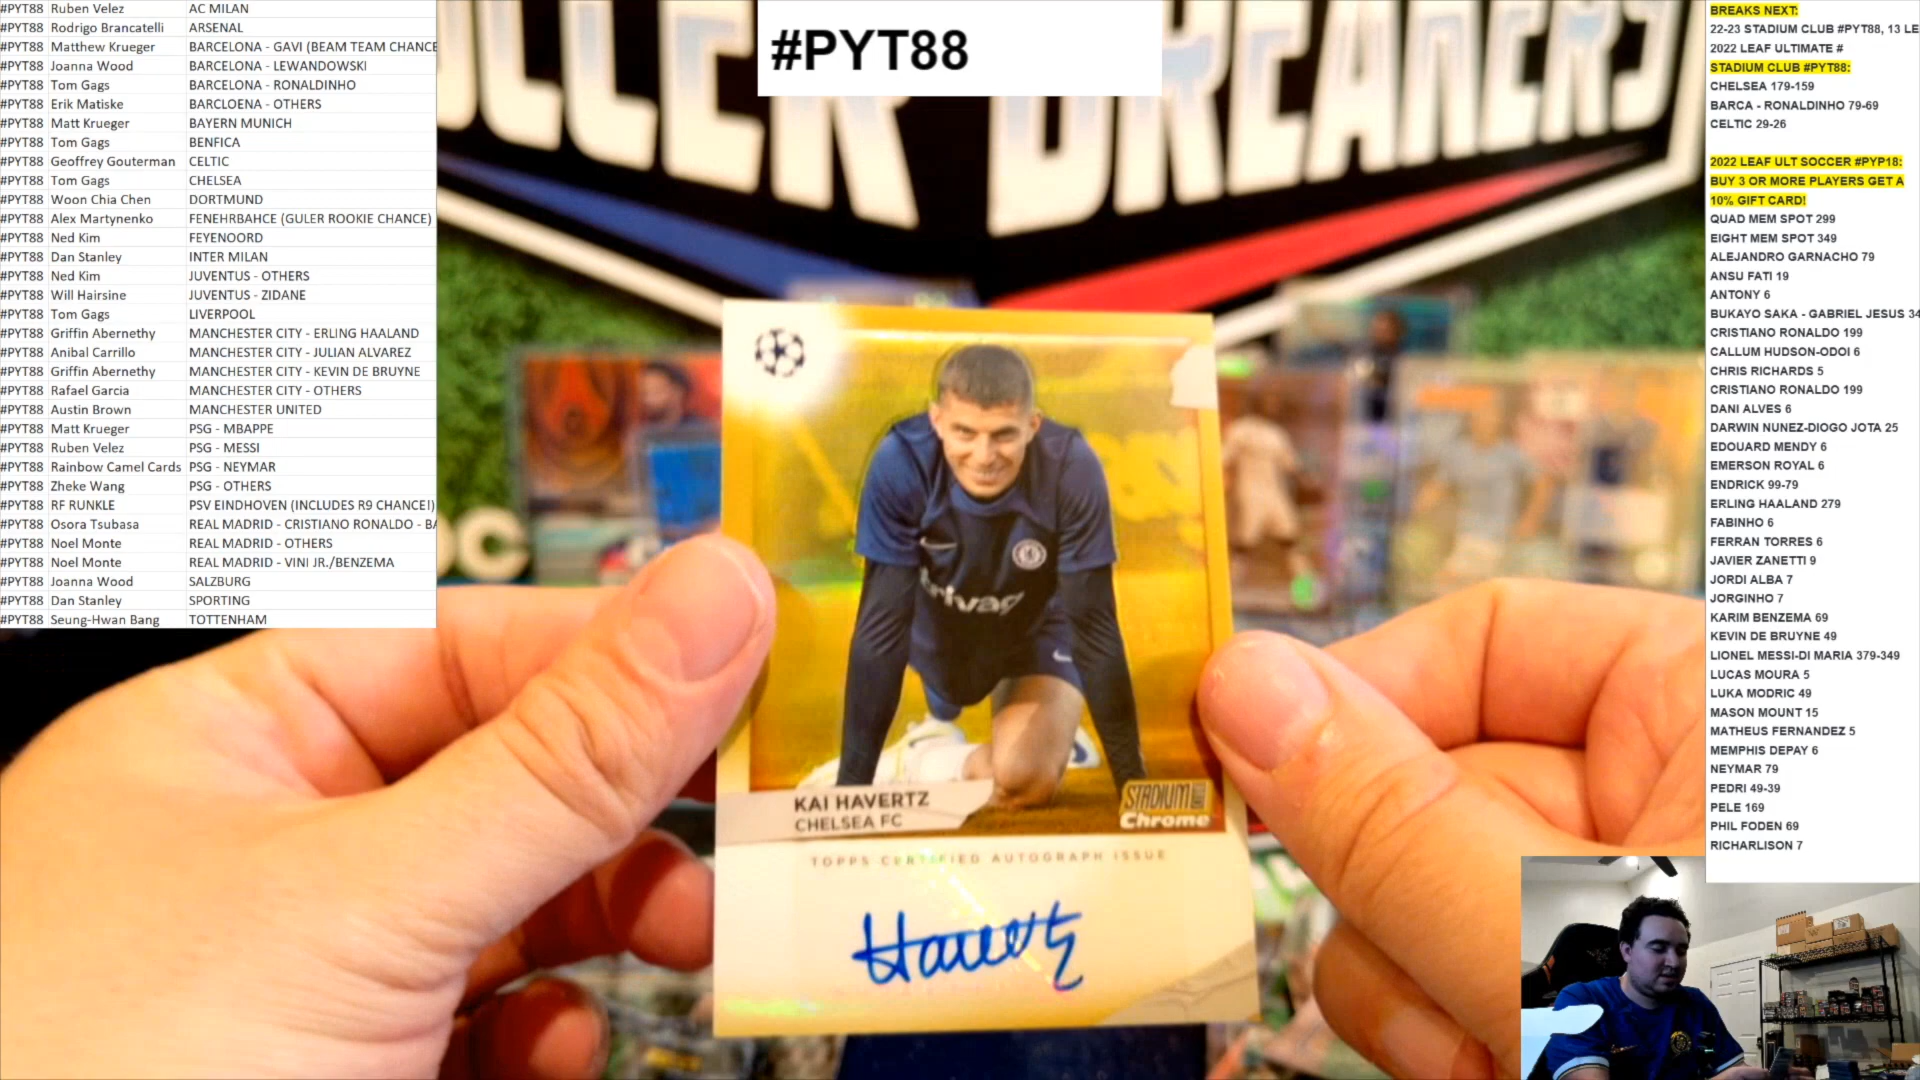 #PYT88 Ruben Velez AC MILAN
#PYT88 Rodrigo Brancatelli ARSENAL
#PYT88 Matthew Krueger BARCELONA - GAVI (BEAM TEAM CHANCE
#PYT88 Joanna Wood BARCELONA - LEWANDOWSKI
#PYT88 Tom Gags BARCELONA - RONALDINHO
#PYT88 Erik Matiske BARCLOENA - OTHERS
#PYT88 Matt Krueger BAYERN MUNICH
#PYT88 Tom Gags BENFICA
#PYT88 Geoffrey Gouterman CELTIC
#PYT88 Tom Gags CHELSEA
#PYT88 Woon Chia Chen DORTMUND
#PYT88 Alex Martynenko FENEHRBAHCE (GULER ROOKIE CHANCE)
#PYT88 Ned Kim FEYENOORD
#PYT88 Dan Stanley INTER MILAN
#PYT88 Ned Kim JUVENTUS - OTHERS
#PYT88 Will Hairsine JUVENTUS - ZIDANE
#PYT88 Tom Gags LIVERPOOL
#PYT88 Griffin Abernethy MANCHESTER CITY - ERLING HAALAND
#PYT88 Anibal Carrillo MANCHESTER CITY - JULIAN ALVAREZ
#PYT88 Griffin Abernethy MANCHESTER CITY - KEVIN DE BRUYNE
#PYT88 Rafael Garcia MANCHESTER CITY - OTHERS
#PYT88 Austin Brown MANCHESTER UNITED
#PYT88 Matt Krueger PSG - MBAPPE
#PYT88 Ruben Velez PSG - MESSI
#PYT88 Rainbow Camel Cards PSG - NEYMAR
#PYT88 Zheke Wang PSG - OTHERS
#PYT88 RF RUNKLE PSV EINDHOVEN (INCLUDES R9 CHANCE!)
#PYT88 Osora Tsubasa REAL MADRID - CRISTIANO RONALDO - BA
#PYT88 Noel Monte REAL MADRID - OTHERS
#PYT88 Noel Monte REAL MADRID - VINI JR./BENZEMA
#PYT88 Joanna Wood SALZBURG
#PYT88 Dan Stanley SPORTING
#PYT88 Seung-Hwan Bang TOTTENHAM
#PYT88
SOCCER BREAKERS
KAI HAVERTZ
CHELSEA FC
STADIUM CLUB
Chrome
TOPPS CERTIFIED AUTOGRAPH ISSUE
Havertz
BREAKS NEXT:
22-23 STADIUM CLUB #PYT88, 13 LE
2022 LEAF ULTIMATE #
STADIUM CLUB #PYT88:
CHELSEA 179-159
BARCA - RONALDINHO 79-69
CELTIC 29-26
2022 LEAF ULT SOCCER #PYP18:
BUY 3 OR MORE PLAYERS GET A
10% GIFT CARD!
QUAD MEM SPOT 299
EIGHT MEM SPOT 349
ALEJANDRO GARNACHO 79
ANSU FATI 19
ANTONY 6
BUKAYO SAKA - GABRIEL JESUS 34
CRISTIANO RONALDO 199
CALLUM HUDSON-ODOI 6
CHRIS RICHARDS 5
CRISTIANO RONALDO 199
DANI ALVES 6
DARWIN NUNEZ-DIOGO JOTA 25
EDOUARD MENDY 6
EMERSON ROYAL 6
ENDRICK 99-79
ERLING HAALAND 279
FABINHO 6
FERRAN TORRES 6
JAVIER ZANETTI 9
JORDI ALBA 7
JORGINHO 7
KARIM BENZEMA 69
KEVIN DE BRUYNE 49
LIONEL MESSI-DI MARIA 379-349
LUCAS MOURA 5
LUKA MODRIC 49
MASON MOUNT 15
MATHEUS FERNANDEZ 5
MEMPHIS DEPAY 6
NEYMAR 79
PEDRI 49-39
PELE 169
PHIL FODEN 69
RICHARLISON 7